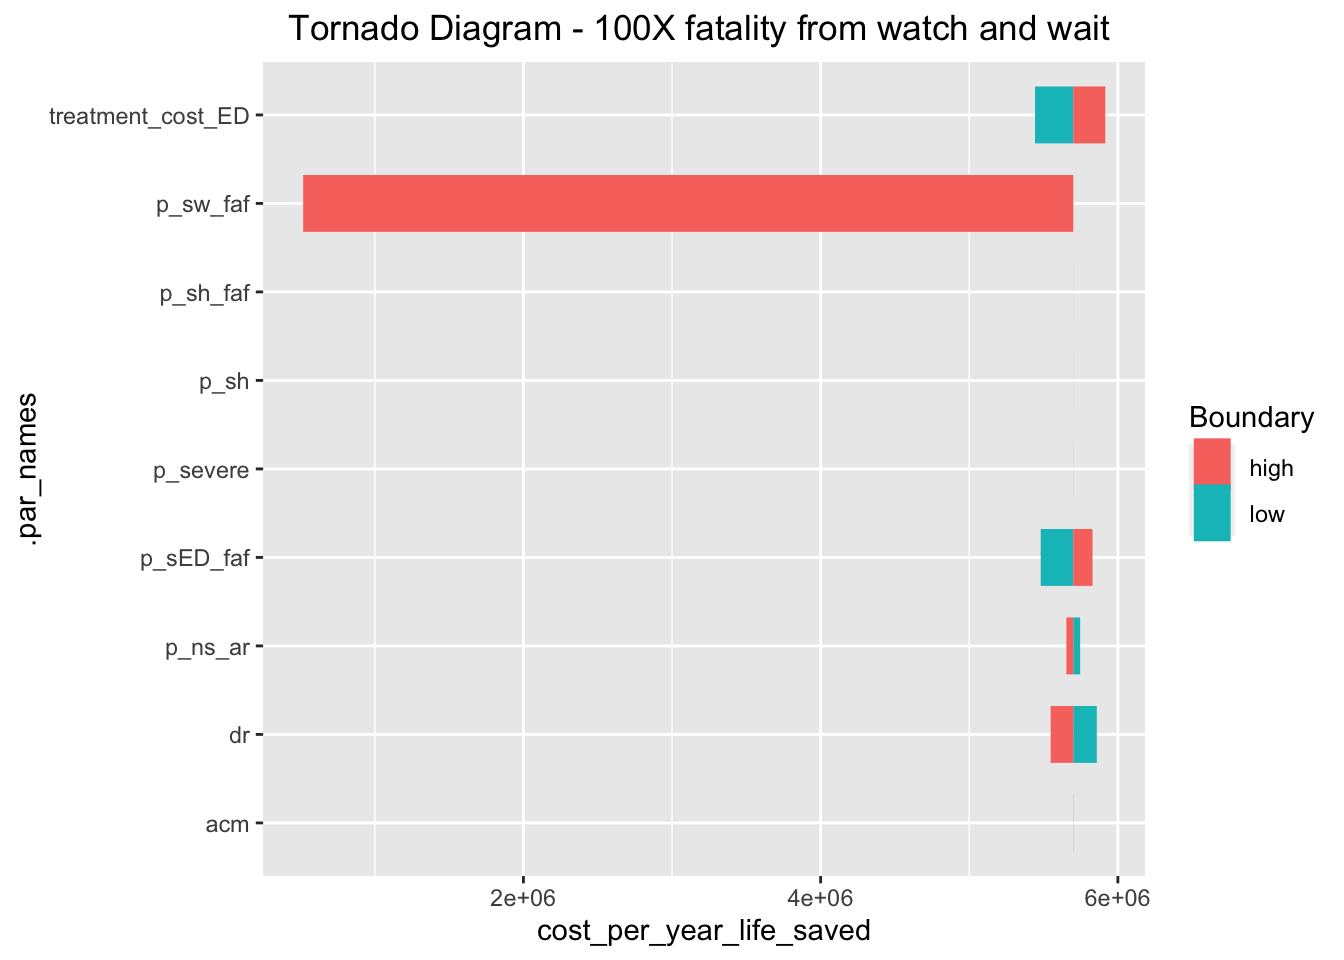 Tornado Diagram - 100X fatality from watch and wait
treatment_cost_ED
p_sw_faf
p_sh_faf
p_sh
p_severe
p_sED_faf
p_ns_ar
dr
acm
.par_names
2e+06
4e+06
6e+06
cost_per_year_life_saved
Boundary
high
low